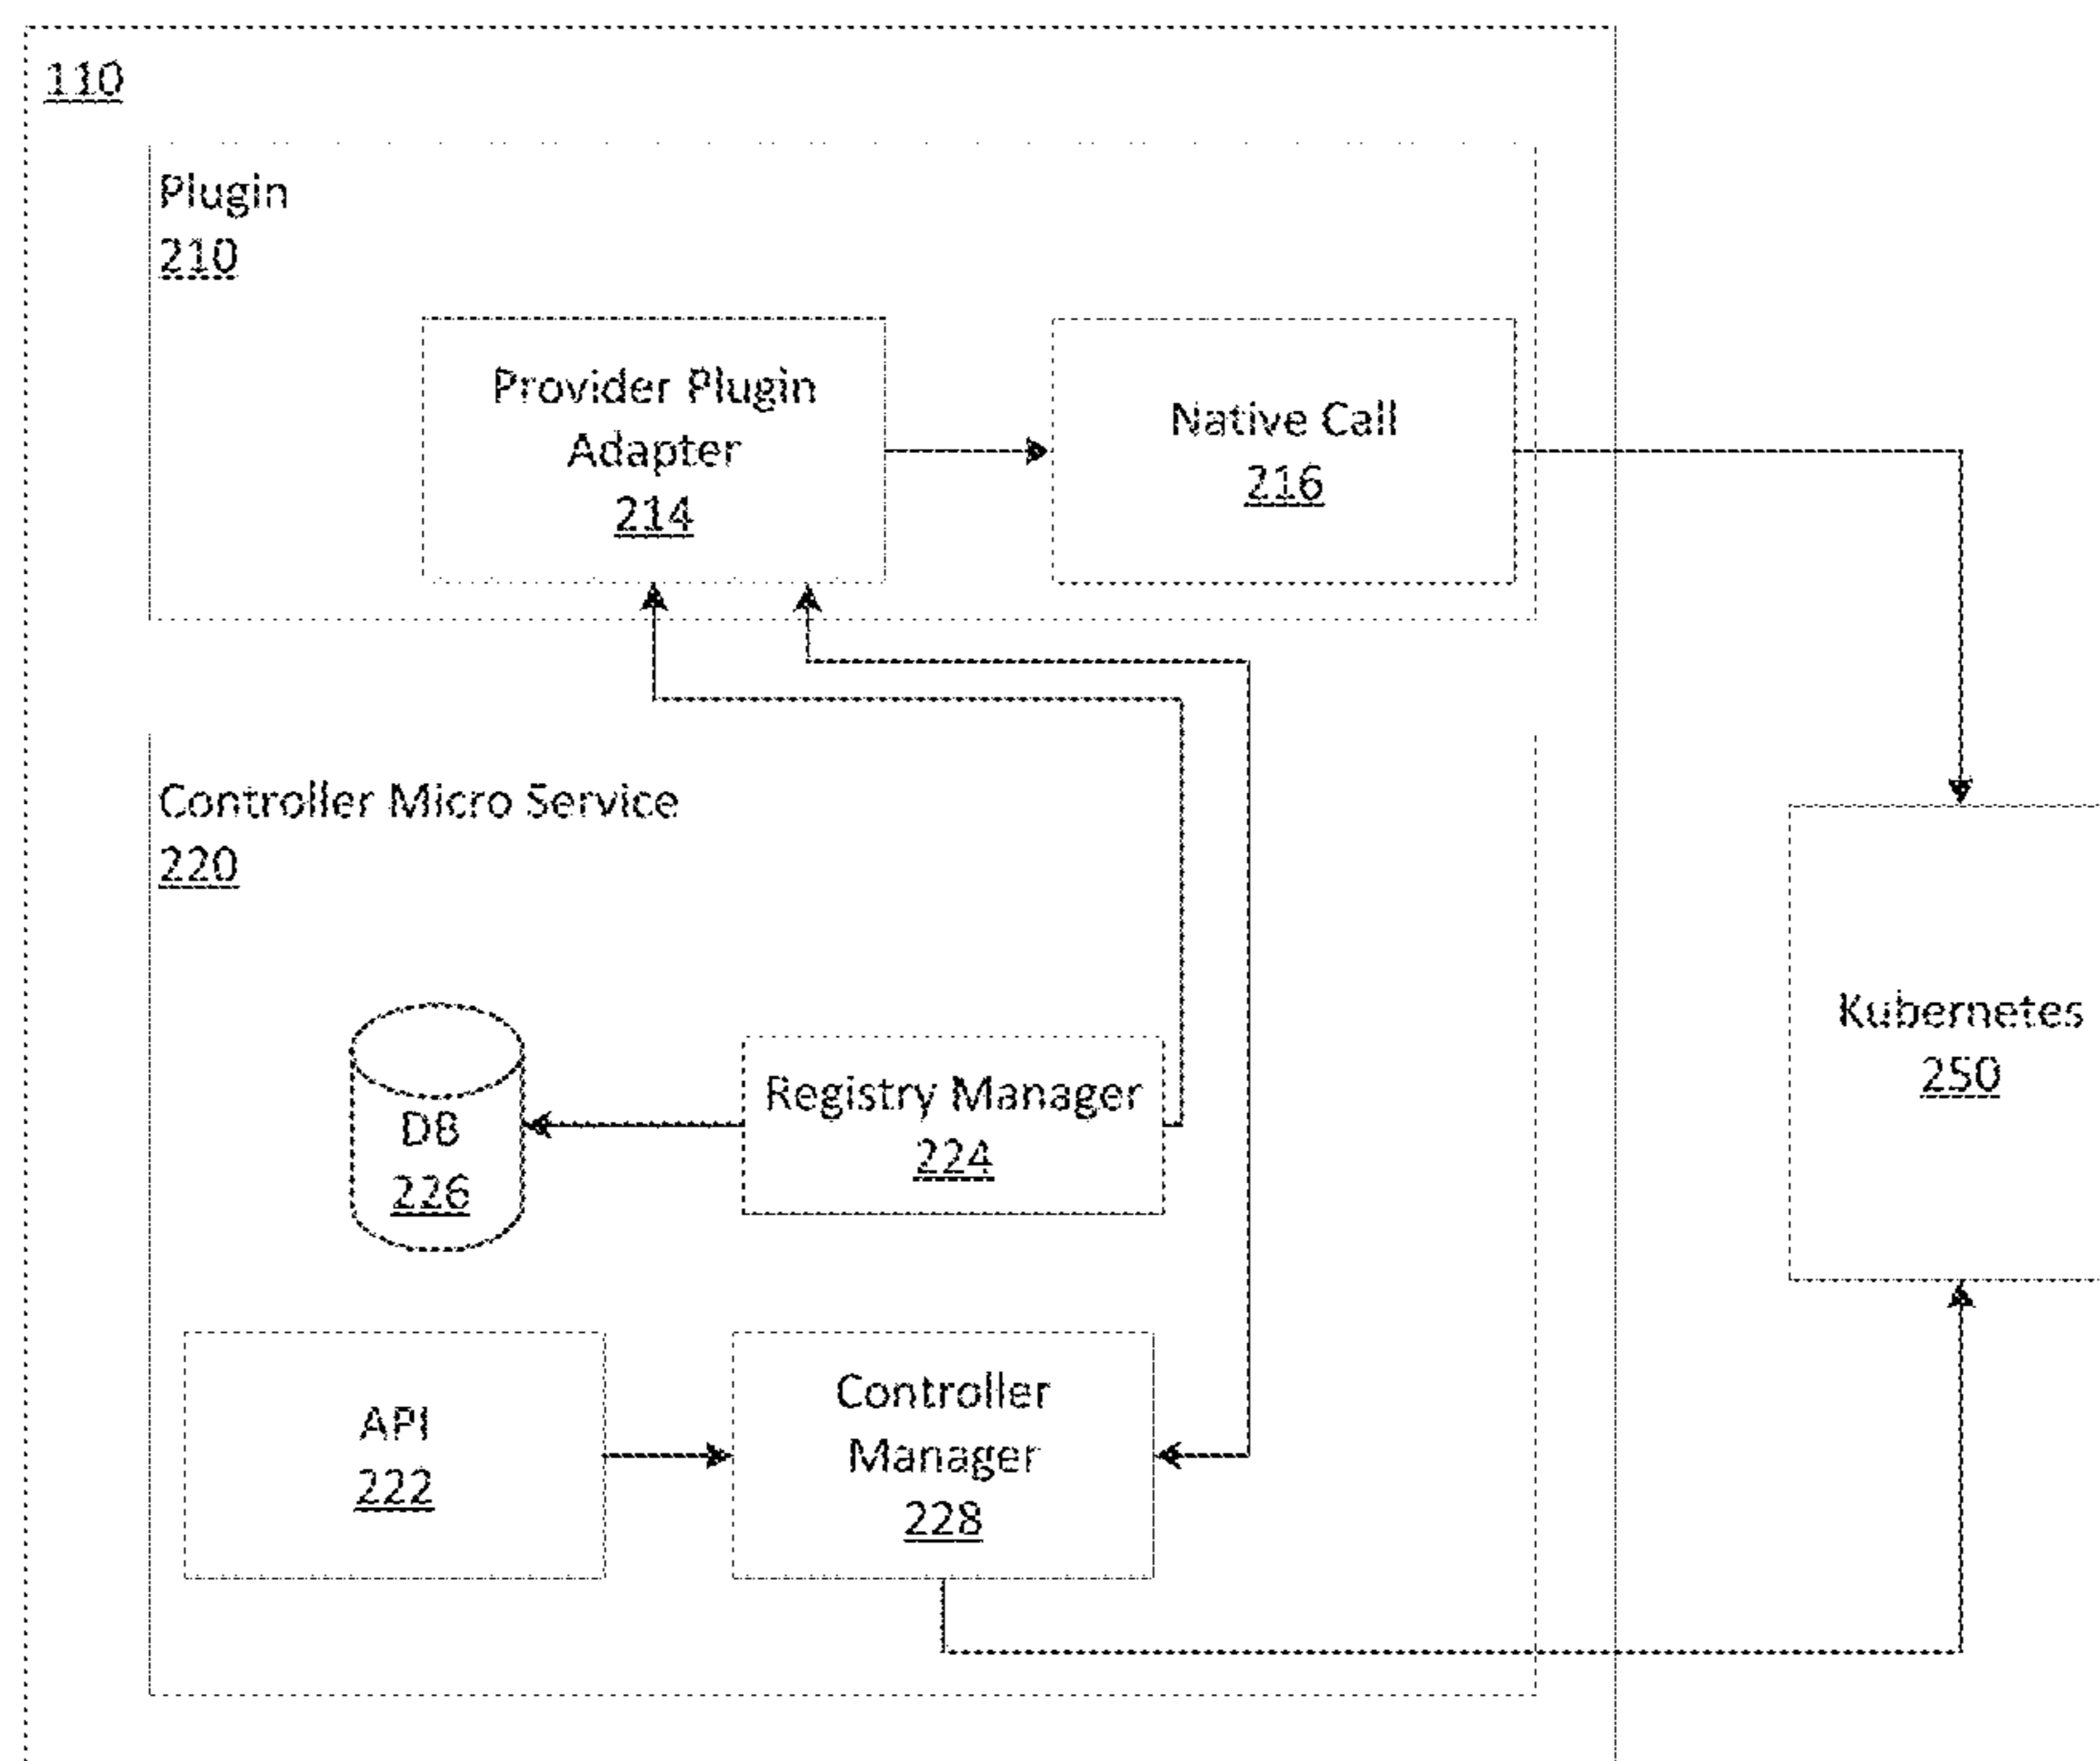 110
Plugin
210
Provider Plugin
Adapter
214
Native Call
216
Controller Micro Service
220
Kubernetes
250
DB
226
Registry Manager
224
API
222
Controller
Manager
228